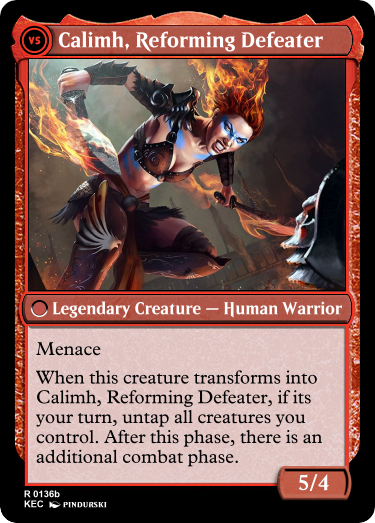 VS
Calimh, Reforming Defeater
Legendary Creature — Human Warrior
Menace
When this creature transforms into
Calimh, Reforming Defeater, if its
your turn, untap all creatures you
control. After this phase, there is an
additional combat phase.
5/4
R 0136b
KEC PINDURSKI